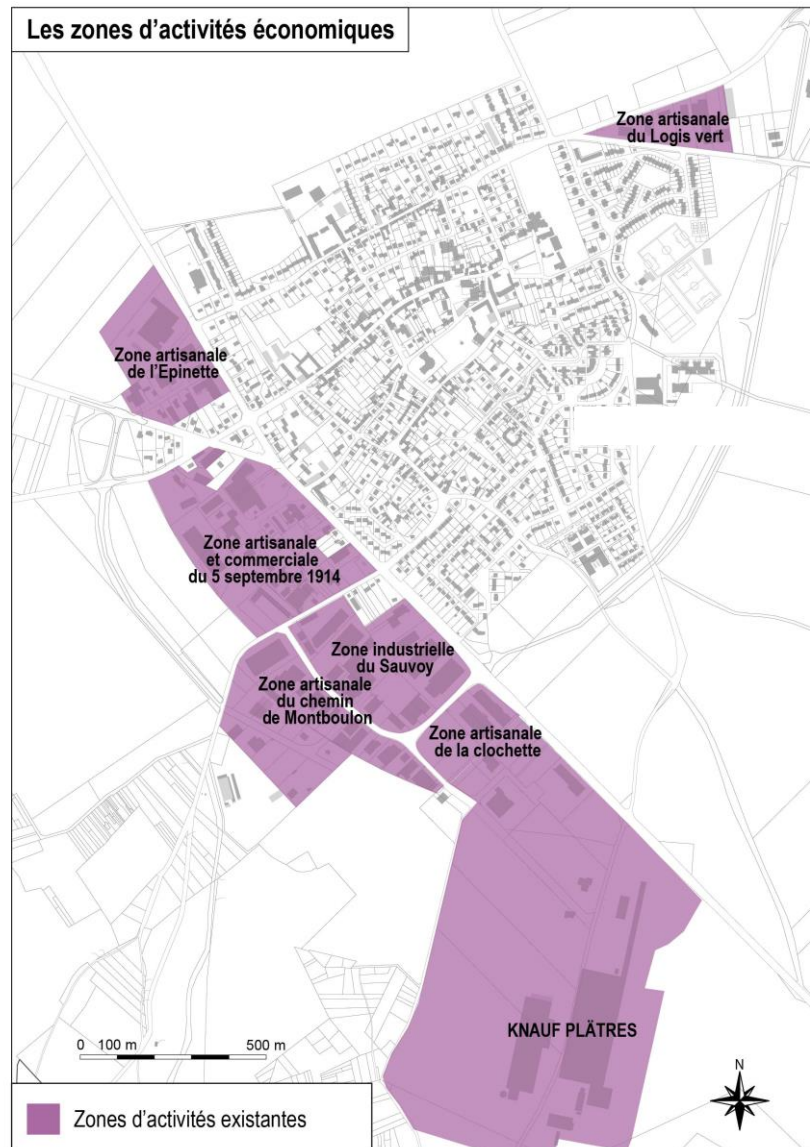 Les zones d’activités économiques
Zone artisanale
du Logis vert
Zone artisanale
de l’Epinette
Zone artisanale
et commerciale
du 5 septembre 1914
Zone industrielle
du Sauvoy
Zone artisanale
du chemin
de Montboulon
Zone artisanale
de la clochette
KNAUF PLÄTRES
0 100 m 500 m
N
Zones d’activités existantes